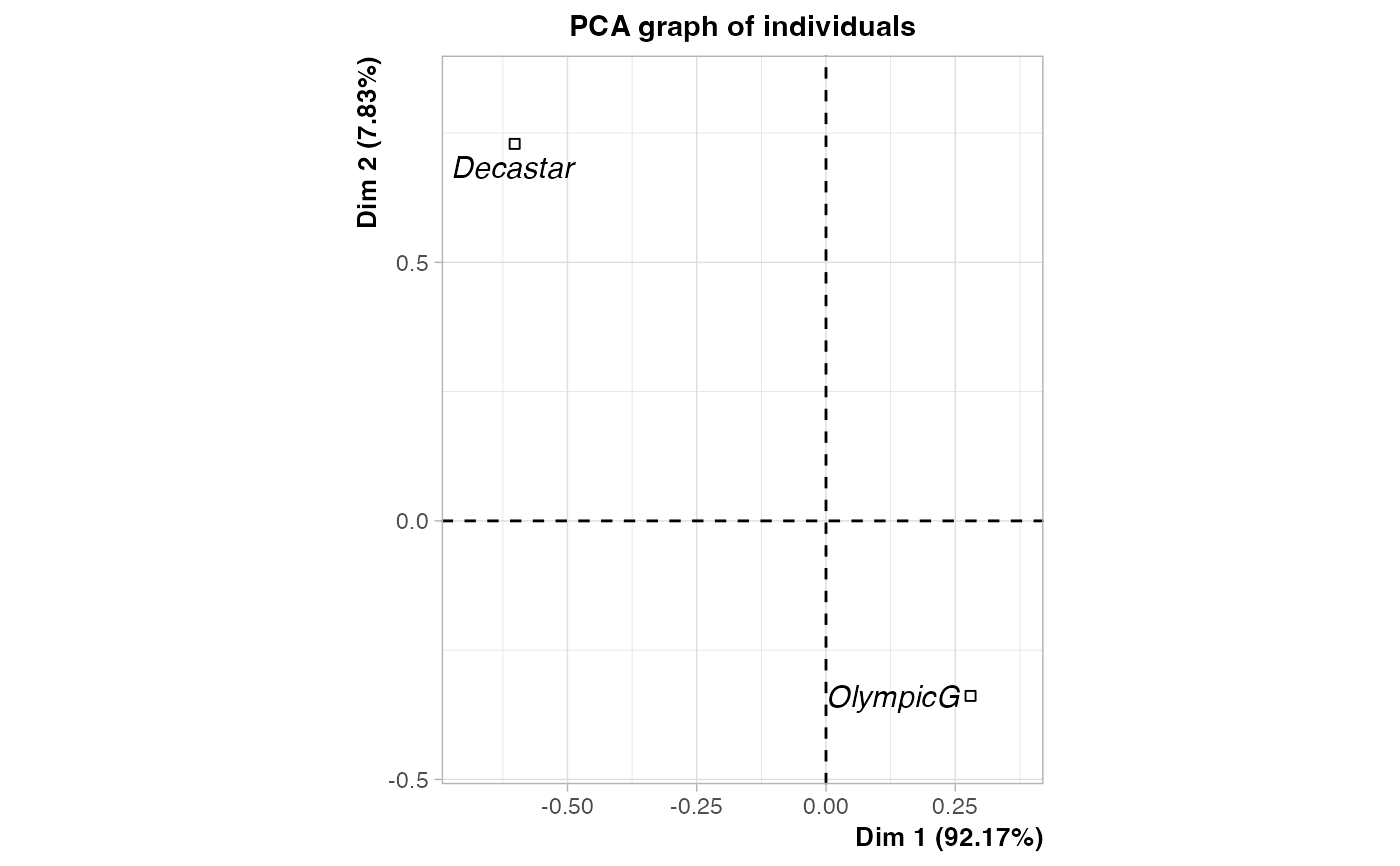 PCA graph of individuals
Dim 2 (7.83%)
Decastar
0.5
0.0
OlympicG
-0.5
-0.50 -0.25 0.00 0.25
Dim 1 (92.17%)